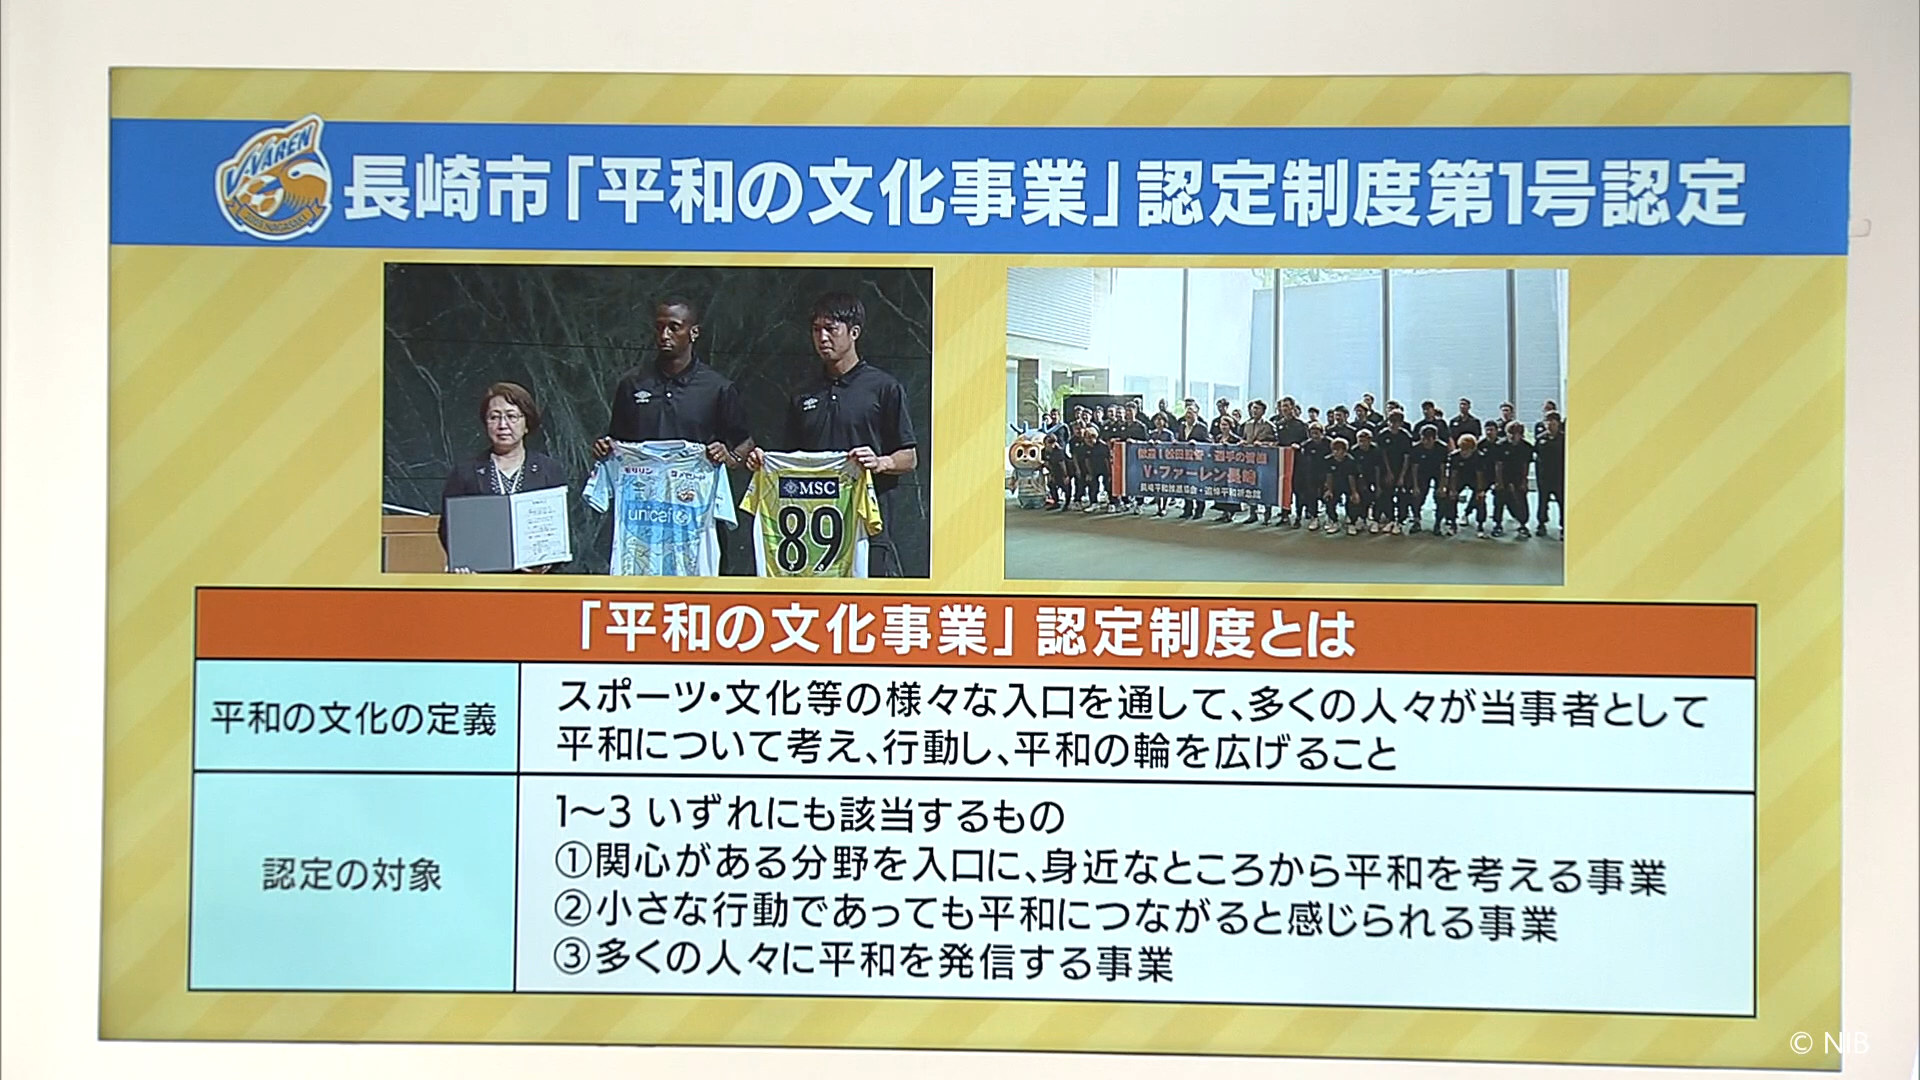 V・VAREN
NAGASAKI
長崎市「平和の文化事業」認定制度第1号認定
unicef
MSC
89
V・ファーレン長崎
「平和の文化事業」認定制度とは
平和の文化の定義
スポーツ・文化等の様々な入口を通して、多くの人々が当事者として
平和について考え、行動し、平和の輪を広げること
認定の対象
1〜3 いずれにも該当するもの
①関心がある分野を入口に、身近なところから平和を考える事業
②小さな行動であっても平和につながると感じられる事業
③多くの人々に平和を発信する事業
© NIB